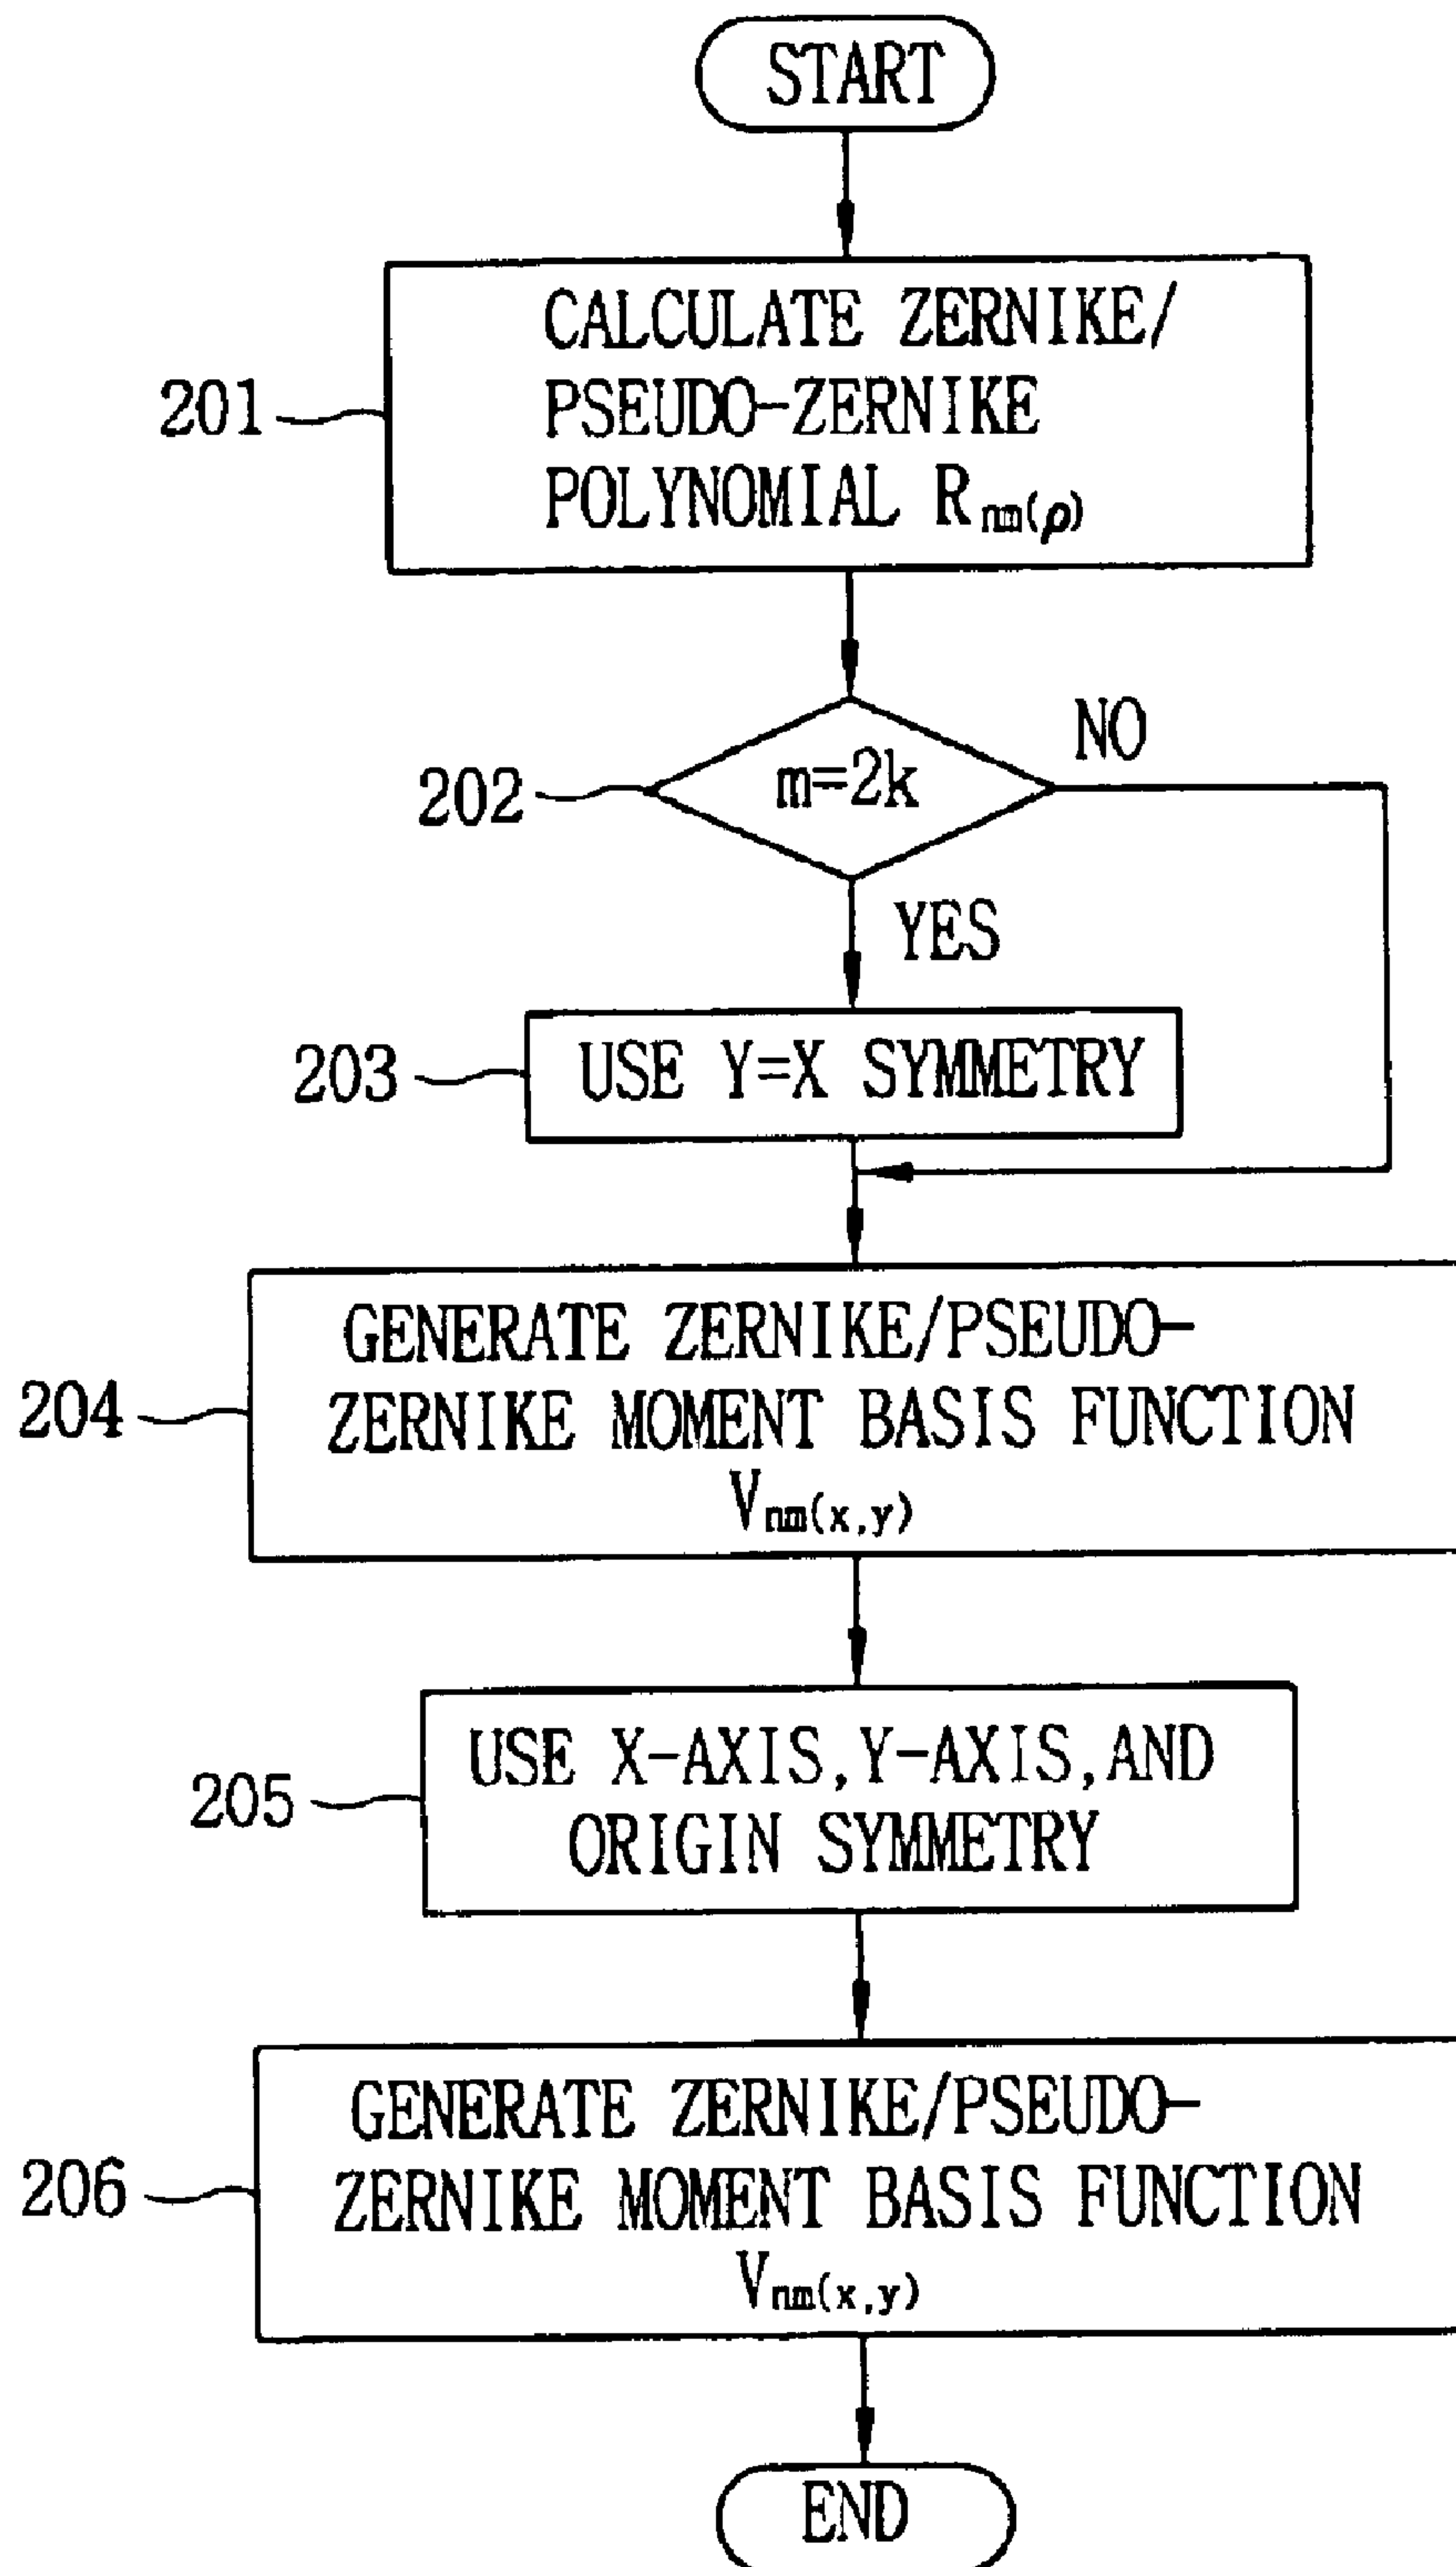 START
CALCULATE ZERNIKE/
PSEUDO-ZERNIKE
POLYNOMIAL Rnm(ρ)
201
m=2k
NO
202
YES
USE Y=X SYMMETRY
203
GENERATE ZERNIKE/PSEUDO-
ZERNIKE MOMENT BASIS FUNCTION
Vnm(x,y)
204
USE X-AXIS,Y-AXIS,AND
ORIGIN SYMMETRY
205
GENERATE ZERNIKE/PSEUDO-
ZERNIKE MOMENT BASIS FUNCTION
Vnm(x,y)
206
END